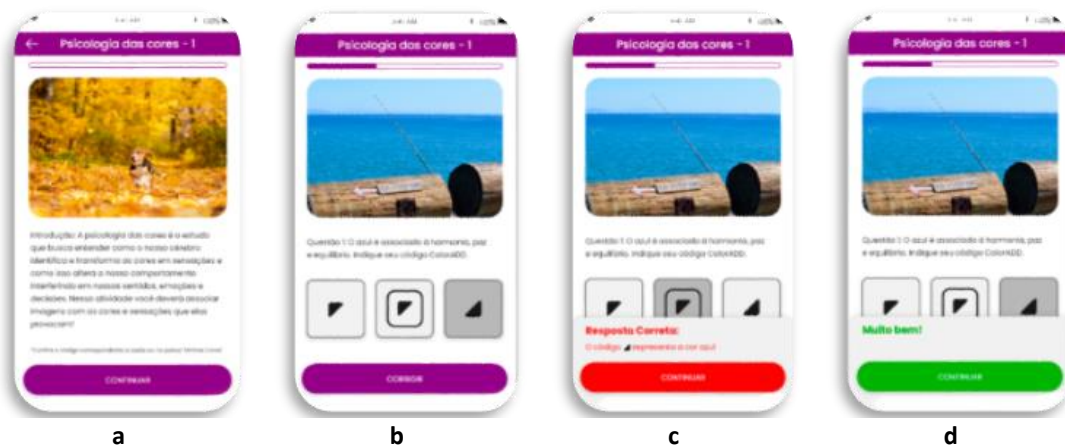 Psicologia das cores - 1
Introdução: A psicologia das cores é o estudo
que busca entender como o nosso cérebro
identifica e transforma as cores em sensações e
como isso altera o nosso comportamento
interferindo em nossos sentidos, emoções e
decisões. Nessa atividade você deverá associar
imagens com as cores e sensações que elas
provocam!
CONTINUAR
a
Psicologia das cores - 1
Questão 1: O azul é associado à harmonia, paz
e equilíbrio. Indique seu código ColorADD.
CORRIGIR
b
Psicologia das cores - 1
Questão 1: O azul é associado à harmonia, paz
e equilíbrio. Indique seu código ColorADD.
Resposta Correta:
O código representa a cor azul
CONTINUAR
c
Psicologia das cores - 1
Questão 1: O azul é associado à harmonia, paz
e equilíbrio. Indique seu código ColorADD.
Muito bem!
CONTINUAR
d